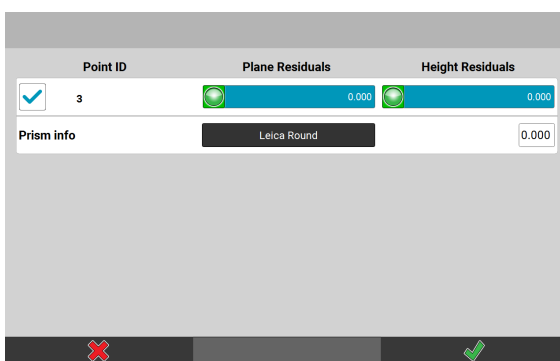 Point ID Plane Residuals Height Residuals
3 0.000 0.000
Prism info Leica Round 0.000